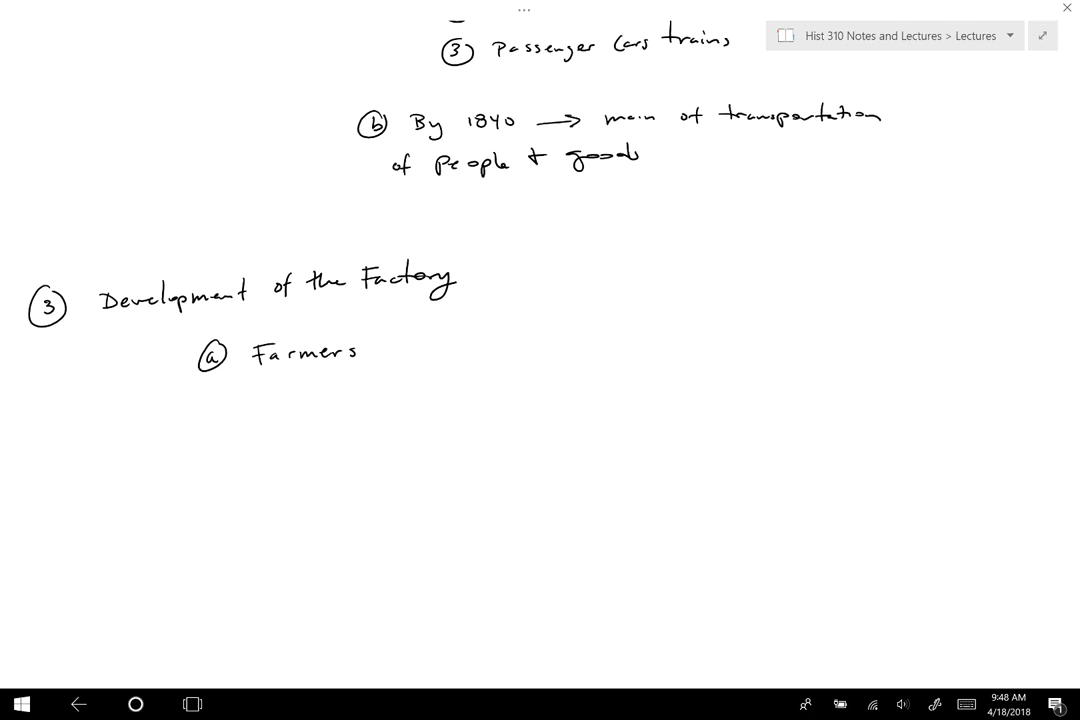 Hist 310 Notes and Lectures > Lectures
③ Passenger Cars trains
ⓑ By 1840 → main of transportation
of people + goods
③ Development of the Factory
ⓐ Farmers
9:48 AM
4/18/2018
1